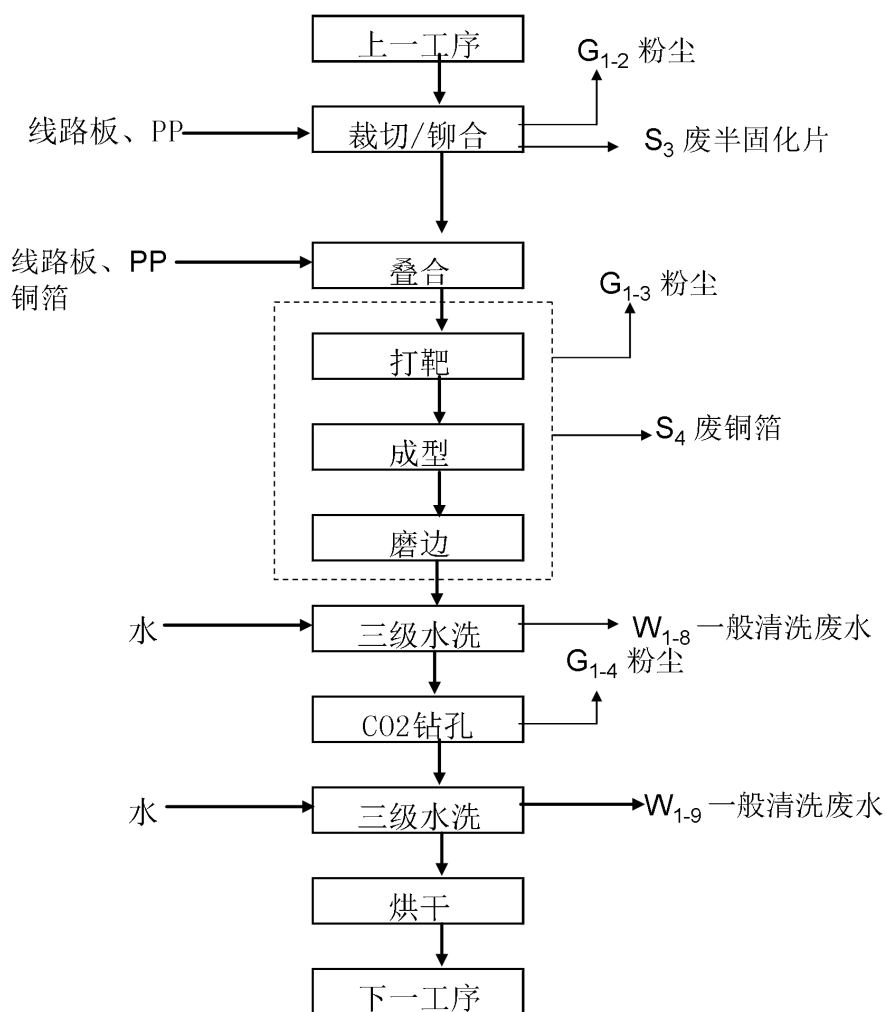 上一工序
G1-2 粉尘
线路板、PP
裁切/铆合
S3 废半固化片
线路板、PP
铜箔
叠合
G1-3 粉尘
打靶
S4 废铜箔
成型
磨边
水
三级水洗
W1-8 一般清洗废水
G1-4 粉尘
CO2钻孔
水
三级水洗
W1-9 一般清洗废水
烘干
下一工序